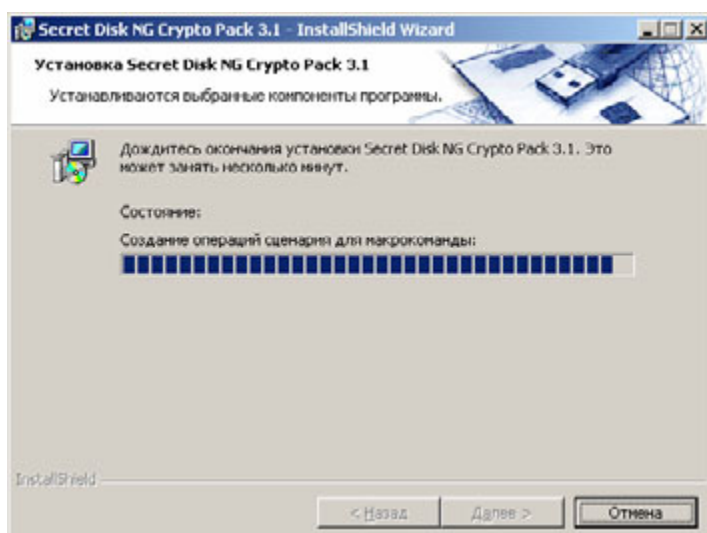 Secret Disk NG Crypto Pack 3.1 - InstallShield Wizard
Установка Secret Disk NG Crypto Pack 3.1
Устанавливаются выбранные компоненты программы.
Дождитесь окончания установки Secret Disk NG Crypto Pack 3.1. Это
может занять несколько минут.
Состояние:
Создание операций сценария для макрокоманды:
InstallShield
< Назад
Далее >
Отмена